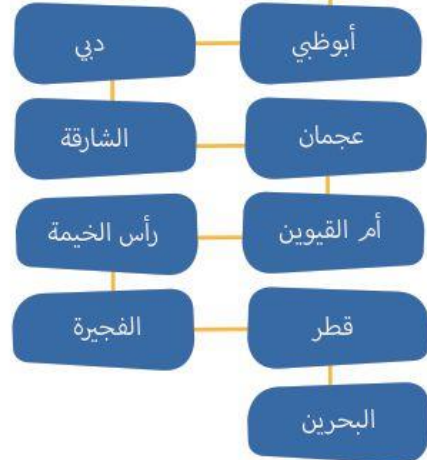 أبوظبي
دبي
الشارقة
عجمان
أم القيوين
رأس الخيمة
الفجيرة
قطر
البحرين